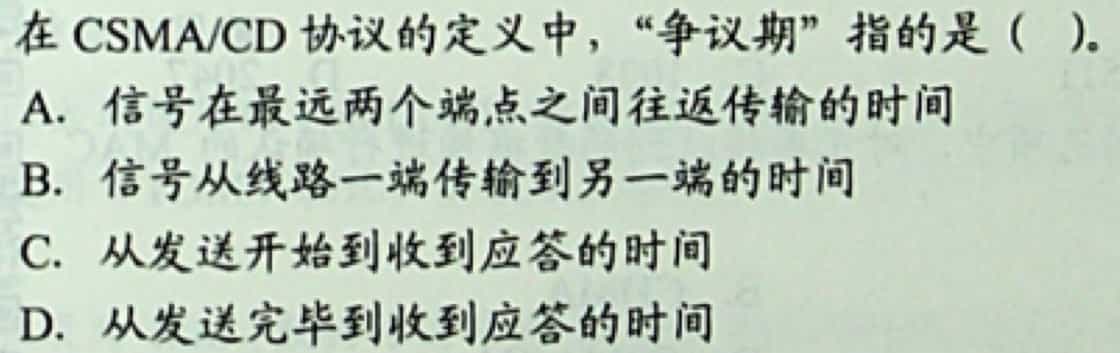 在 CSMA/CD 协议的定义中，“争议期”指的是（ ）。
A. 信号在最远两个端点之间往返传输的时间
B. 信号从线路一端传输到另一端的时间
C. 从发送开始到收到应答的时间
D. 从发送完毕到收到应答的时间